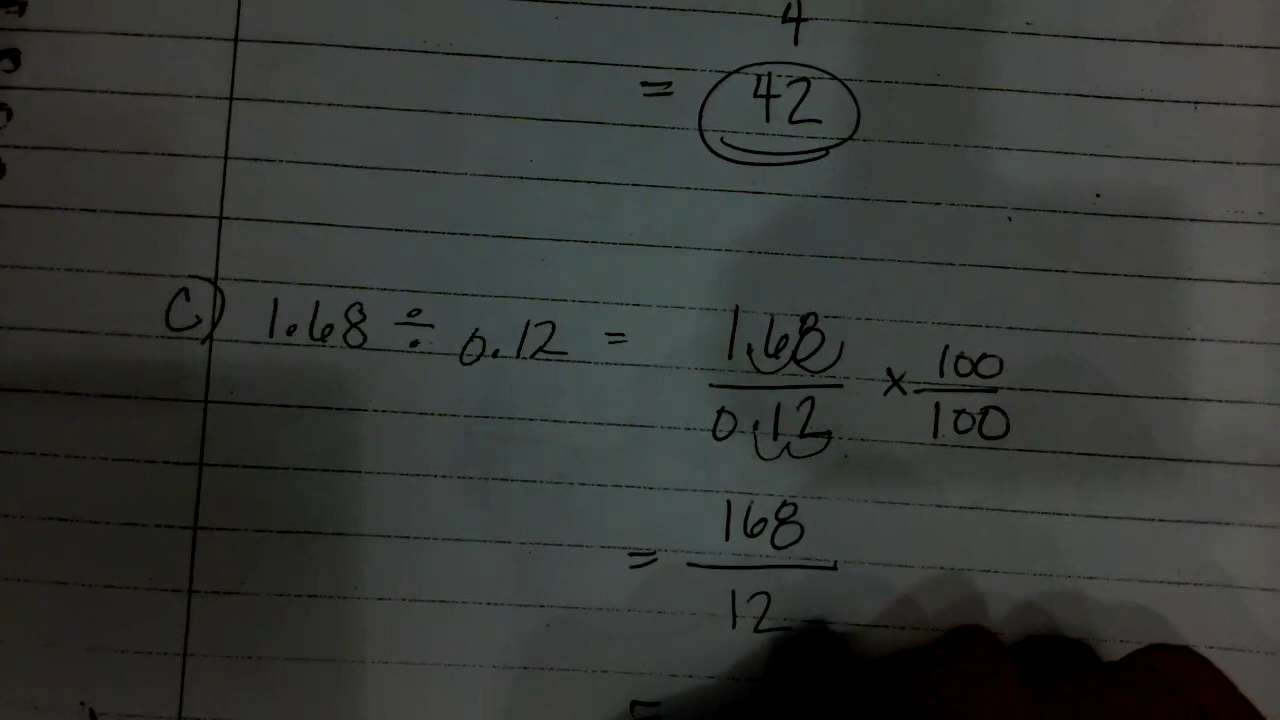 4
= 42
C) 1.68 ÷ 0.12 = 1.68 / 0.12 × 100 / 100
= 168 / 12
=